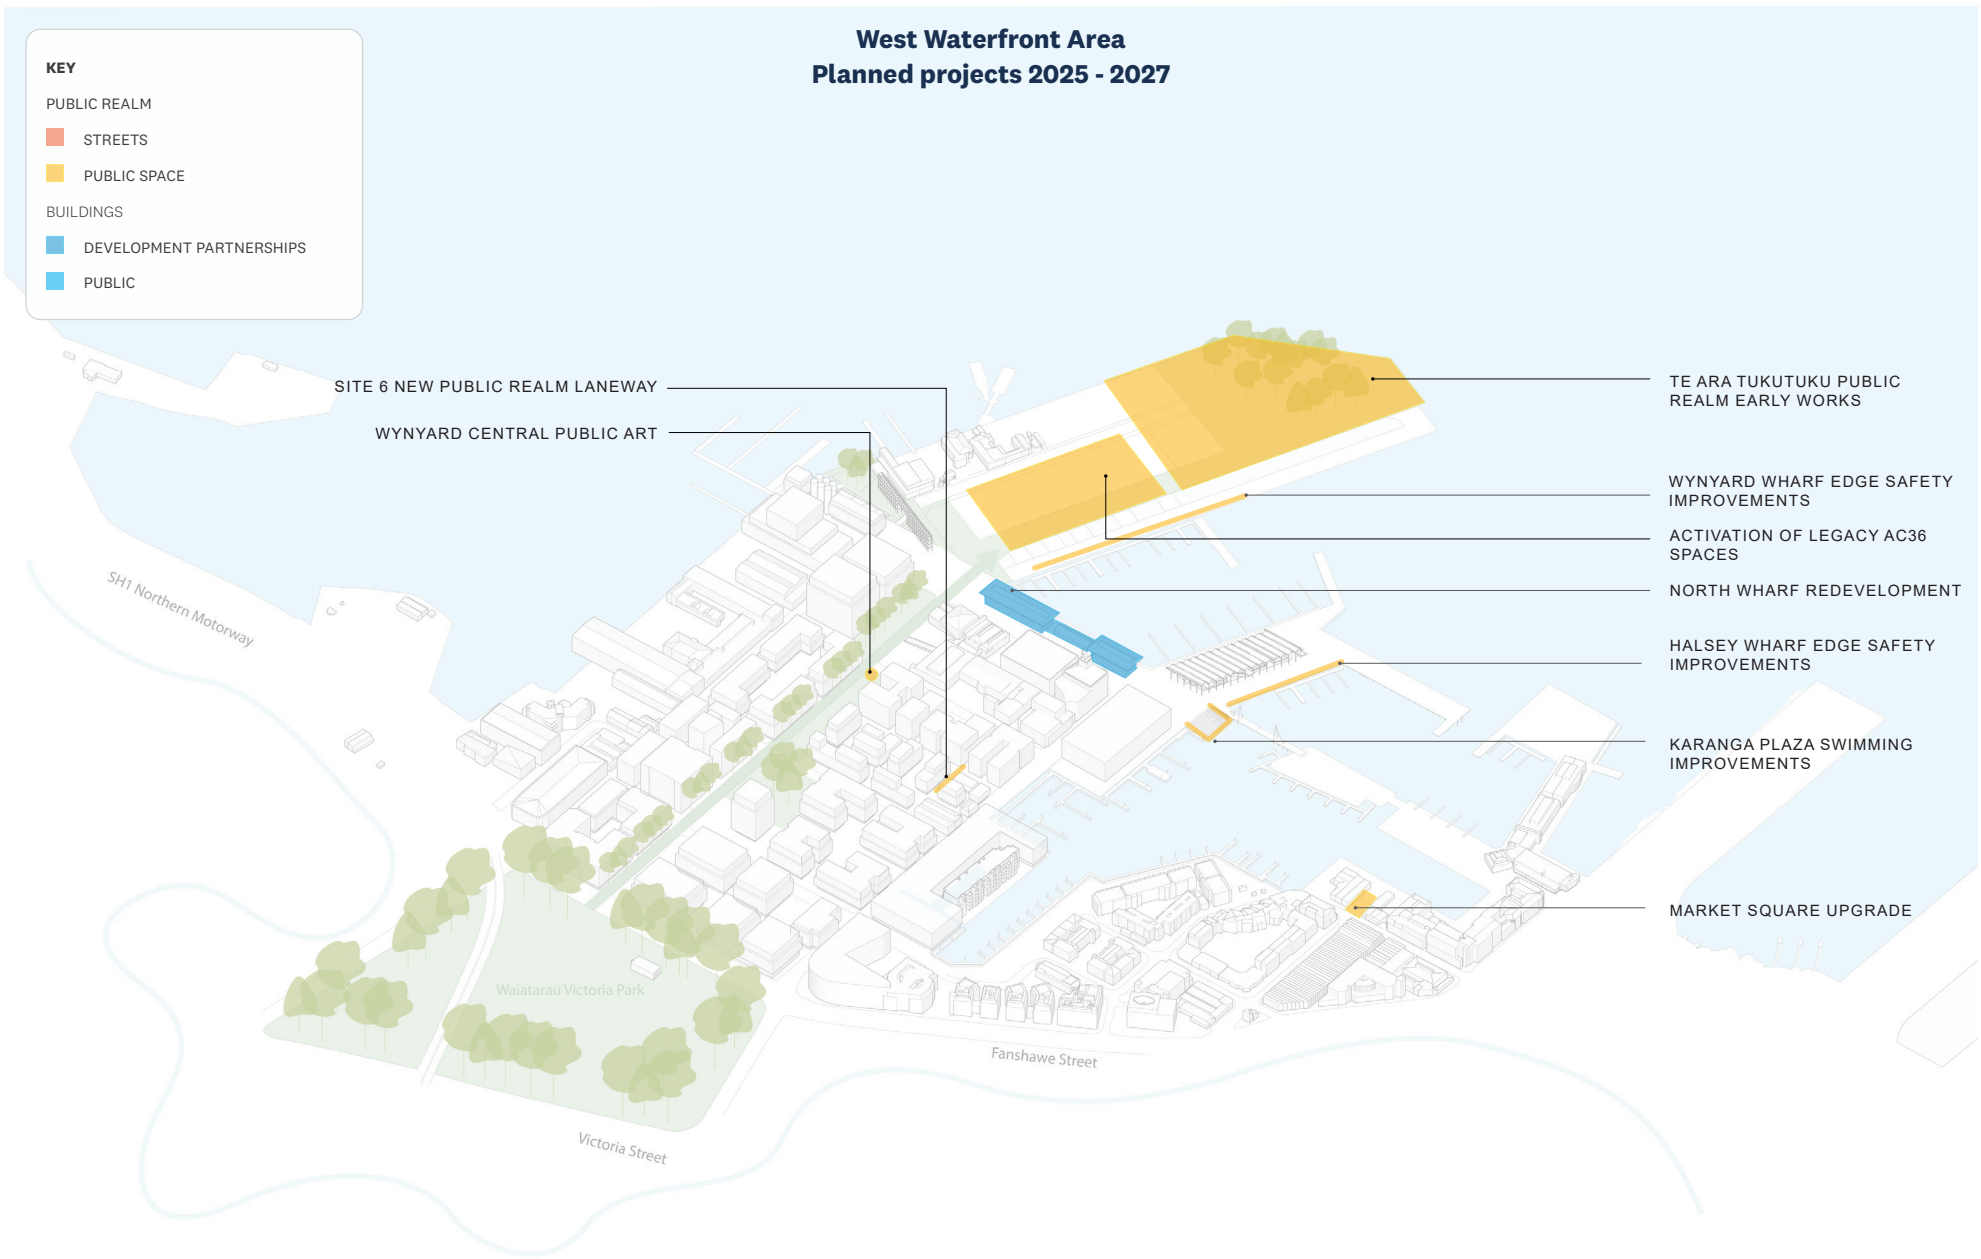 West Waterfront Area
Planned projects 2025 - 2027
KEY
PUBLIC REALM
STREETS
PUBLIC SPACE
BUILDINGS
DEVELOPMENT PARTNERSHIPS
PUBLIC
SITE 6 NEW PUBLIC REALM LANEWAY
WYNYARD CENTRAL PUBLIC ART
TE ARA TUKUTUKU PUBLIC
REALM EARLY WORKS
WYNYARD WHARF EDGE SAFETY
IMPROVEMENTS
ACTIVATION OF LEGACY AC36
SPACES
NORTH WHARF REDEVELOPMENT
HALSEY WHARF EDGE SAFETY
IMPROVEMENTS
KARANGA PLAZA SWIMMING
IMPROVEMENTS
MARKET SQUARE UPGRADE
SH1 Northern Motorway
Waiatarau Victoria Park
Fanshawe Street
Victoria Street